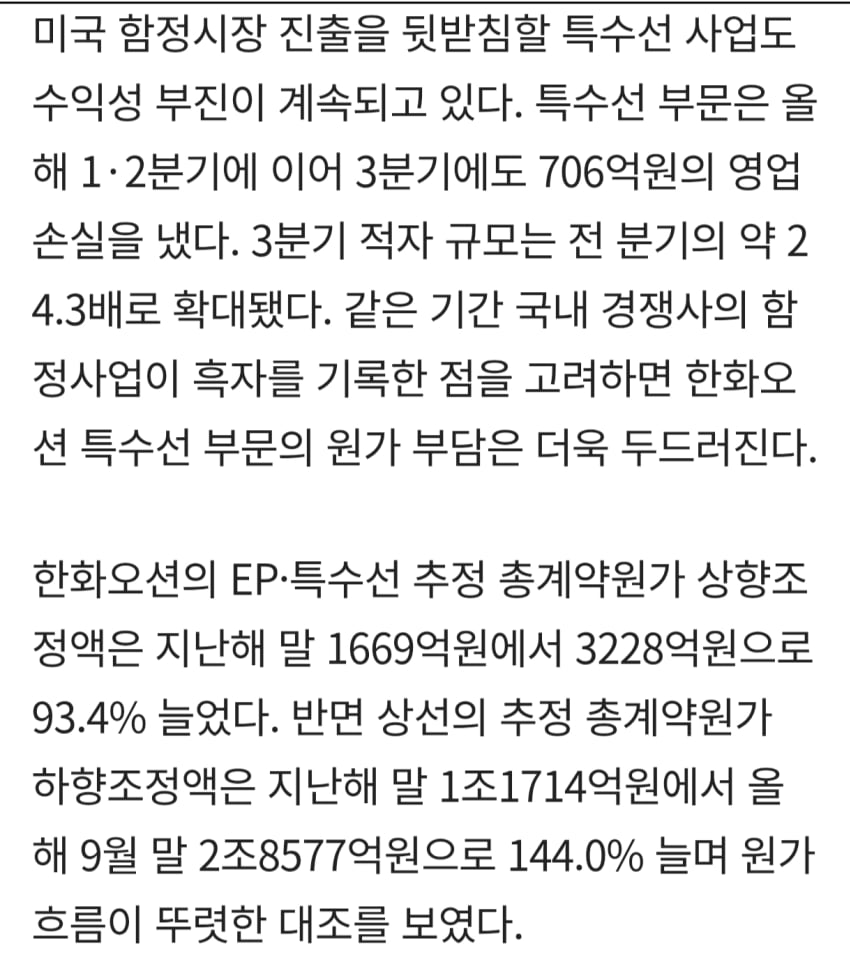 미국 함정시장 진출을 뒷받침할 특수선 사업도
수익성 부진이 계속되고 있다. 특수선 부문은 올
해 1·2분기에 이어 3분기에도 706억원의 영업
손실을 냈다. 3분기 적자 규모는 전 분기의 약 2
4.3배로 확대됐다. 같은 기간 국내 경쟁사의 함
정사업이 흑자를 기록한 점을 고려하면 한화오
션 특수선 부문의 원가 부담은 더욱 두드러진다.
한화오션의 EP·특수선 추정 총계약원가 상향조
정액은 지난해 말 1669억원에서 3228억원으로
93.4% 늘었다. 반면 상선의 추정 총계약원가
하향조정액은 지난해 말 1조1714억원에서 올
해 9월 말 2조8577억원으로 144.0% 늘며 원가
흐름이 뚜렷한 대조를 보였다.